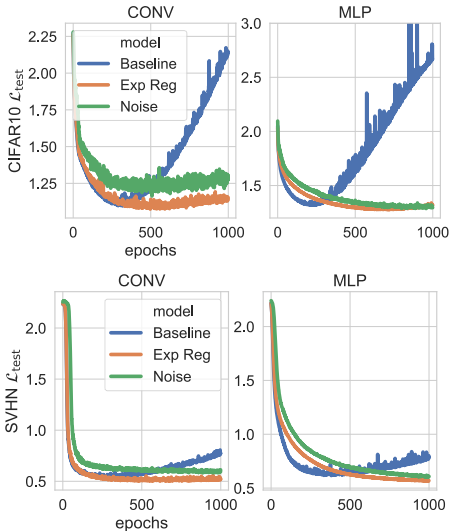 CONV
MLP
CIFAR10 ℒtest
2.25
2.00
1.75
1.50
1.25
model
Baseline
Exp Reg
Noise
0
500
1000
epochs
3.0
2.5
2.0
1.5
0
500
1000
CONV
MLP
SVHN ℒtest
2.0
1.5
1.0
0.5
model
Baseline
Exp Reg
Noise
0
500
1000
epochs
2.0
1.5
1.0
0.5
0
500
1000